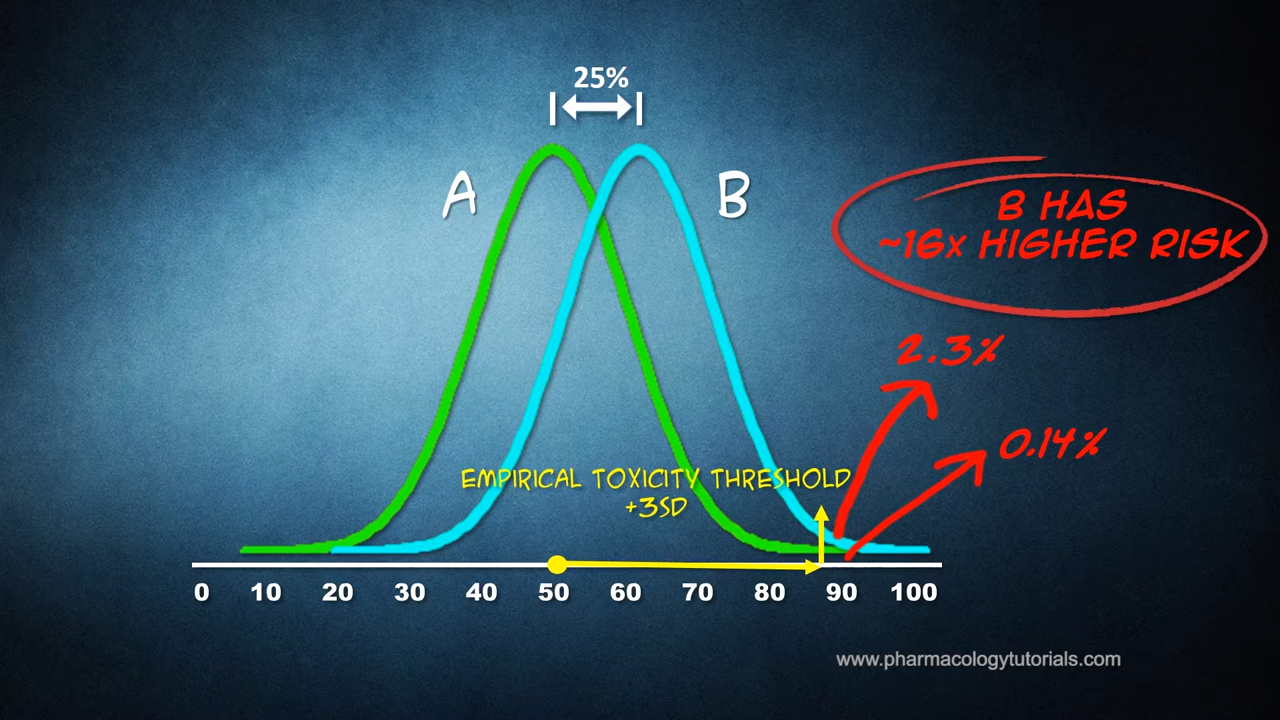 25%
A
B
B HAS
~16x HIGHER RISK
2.3%
0.14%
EMPIRICAL TOXICITY THRESHOLD
+3SD
0 10 20 30 40 50 60 70 80 90 100
www.pharmacologytutorials.com